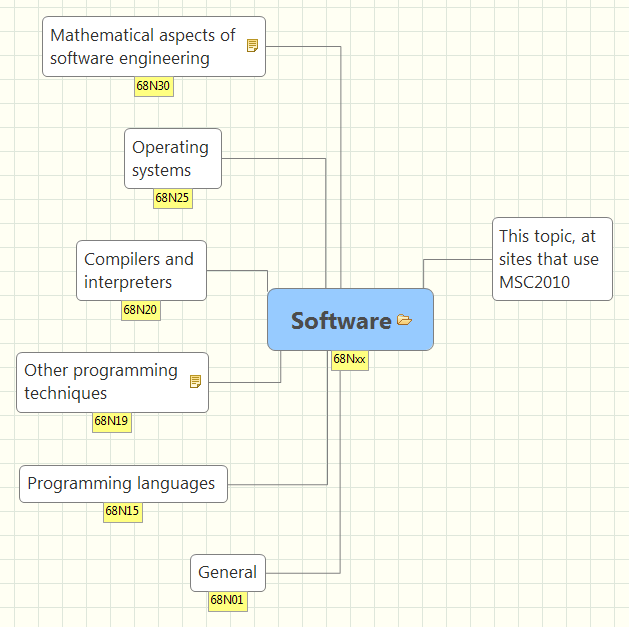 Mathematical aspects of
software engineering
68N30
Operating
systems
68N25
This topic, at
sites that use
MSC2010
Compilers and
interpreters
68N20
Software
68Nxx
Other programming
techniques
68N19
Programming languages
68N15
General
68N01